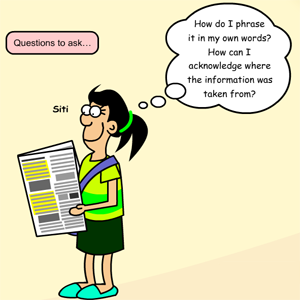 Questions to ask...
How do I phrase
it in my own words?
How can I
acknowledge where
the information was
taken from?
Siti